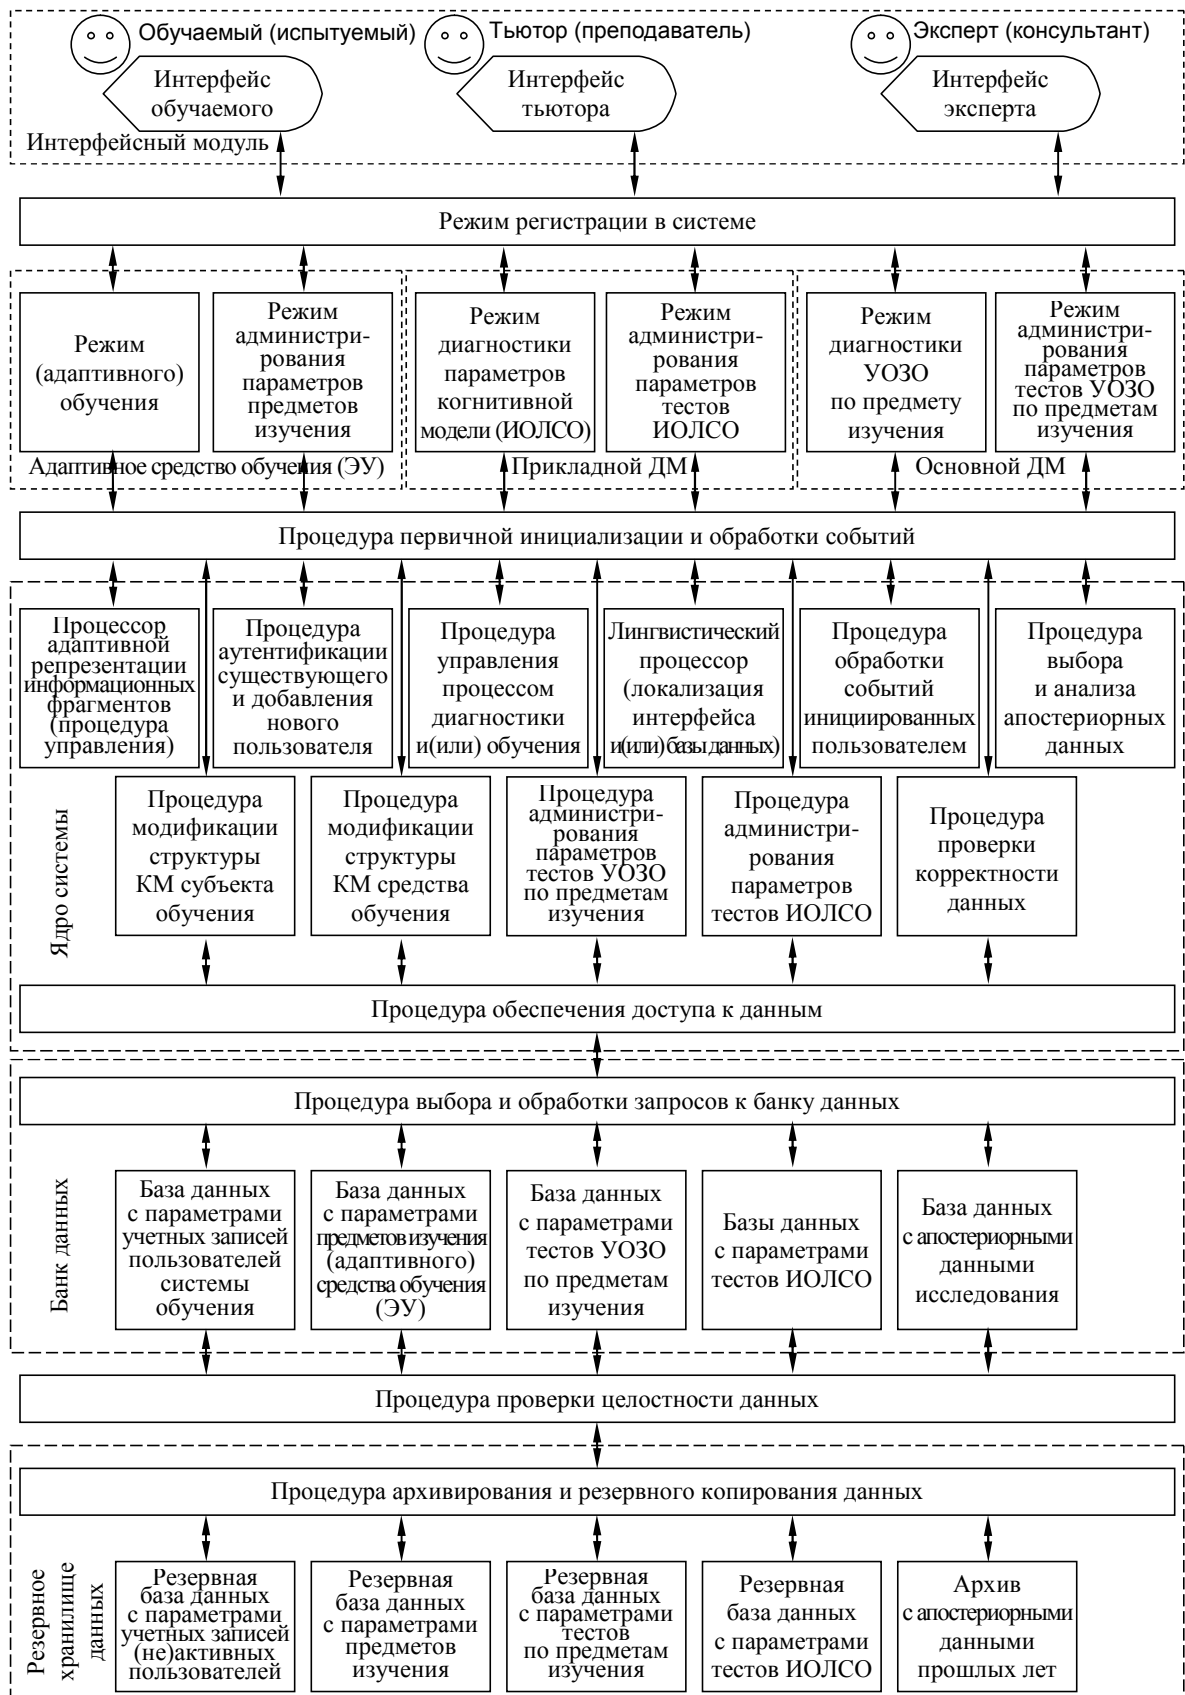 Обучаемый (испытуемый)
Тьютор (преподаватель)
Эксперт (консультант)
Интерфейс
обучаемого
Интерфейс
тьютора
Интерфейс
эксперта
Интерфейсный модуль
Режим регистрации в системе
Режим
(адаптивного)
обучения
Режим
администри-
рования
параметров
предметов
изучения
Адаптивное средство обучения (ЭУ)
Режим
диагностики
параметров
когнитивной
модели (ИОЛСО)
Режим
администри-
рования
параметров
тестов
ИОЛСО
Прикладной ДМ
Режим
диагностики
УОЗО
по предмету
изучения
Режим
администри-
рования
параметров
тестов УОЗО
по предметам
изучения
Основной ДМ
Процедура первичной инициализации и обработки событий
Процессор
адаптивной
репрезентации
информационных
фрагментов
(процедура
управления)
Процедура
аутентификации
существующего
и добавления
нового
пользователя
Процедура
управления
процессом
диагностики
и(или) обучения
Лингвистический
процессор
(локализация
интерфейса
и(или) базы данных)
Процедура
обработки
событий
инициированных
пользователем
Процедура
выбора
и анализа
апостериорных
данных
Ядро системы
Процедура
модификации
структуры
КМ субъекта
обучения
Процедура
модификации
структуры
КМ средства
обучения
Процедура
администри-
рования
параметров
тестов УОЗО
по предметам
изучения
Процедура
администри-
рования
параметров
тестов ИОЛСО
Процедура
проверки
корректности
данных
Процедура обеспечения доступа к данным
Процедура выбора и обработки запросов к банку данных
Банк данных
База данных
с параметрами
учетных записей
пользователей
системы
обучения
База данных
с параметрами
предметов изучения
(адаптивного)
средства обучения
(ЭУ)
База данных
с параметрами
тестов УОЗО
по предметам
изучения
Базы данных
с параметрами
тестов ИОЛСО
База данных
с апостериорными
данными
исследования
Процедура проверки целостности данных
Процедура архивирования и резервного копирования данных
Резервное
хранилище
данных
Резервная
база данных
с параметрами
учетных записей
(не)активных
пользователей
Резервная
база данных
с параметрами
предметов
изучения
Резервная
база данных
с параметрами
тестов
по предметам
изучения
Резервная
база данных
с параметрами
тестов ИОЛСО
Архив
с апостериорными
данными
прошлых лет